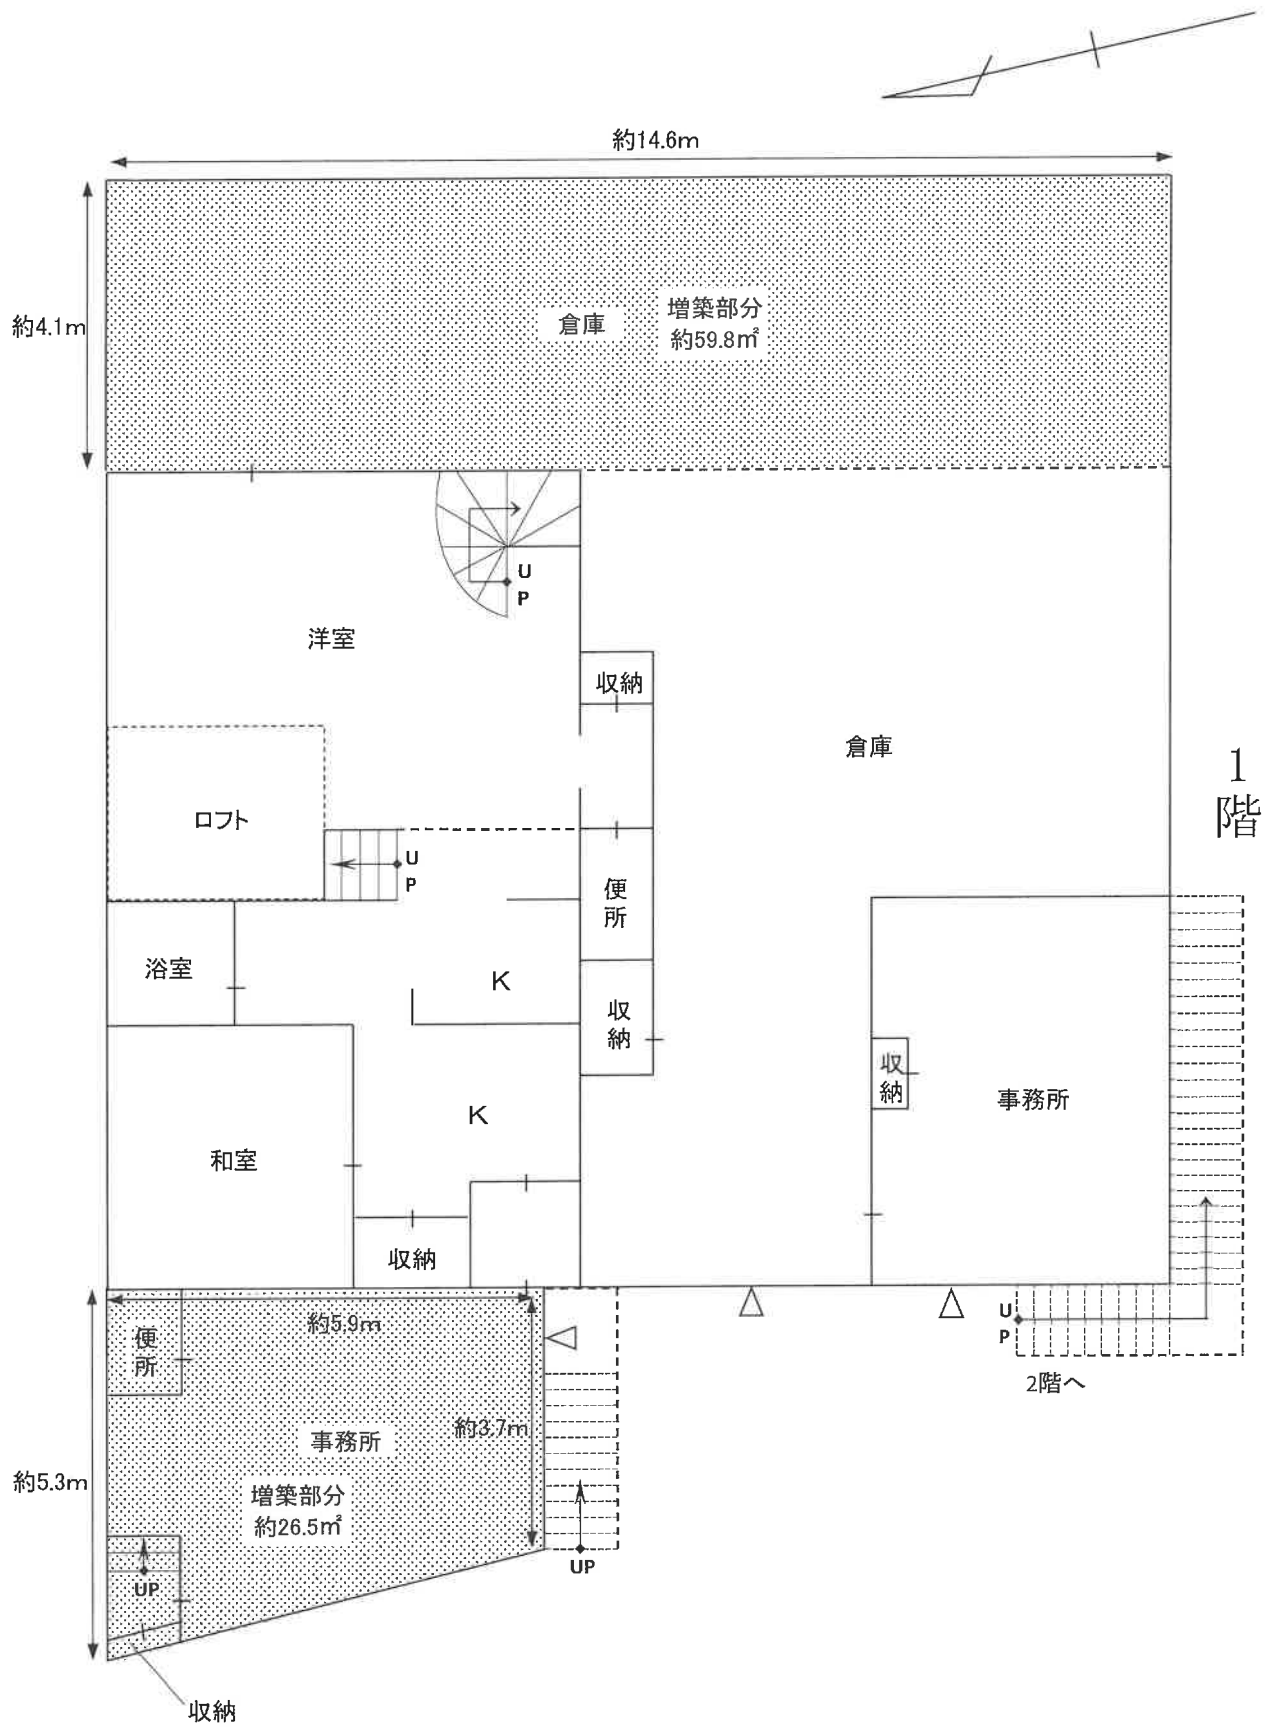 約14.6m
約4.1m
倉庫
増築部分
約59.8㎡
UP
洋室
収納
倉庫
1階
ロフト
UP
便所
浴室
K
収納
収納
事務所
K
和室
収納
約5.9m
UP
便所
2階へ
約3.7m
事務所
約5.3m
増築部分
約26.5㎡
UP
UP
収納